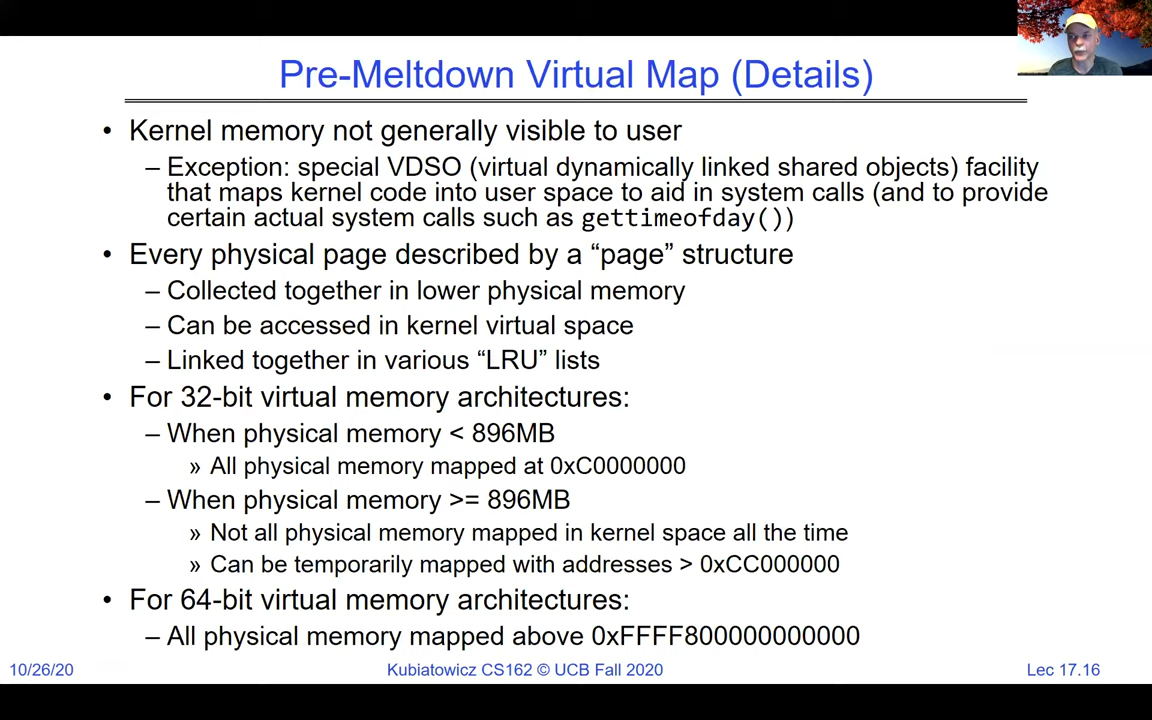 Pre-Meltdown Virtual Map (Details)
• Kernel memory not generally visible to user
– Exception: special VDSO (virtual dynamically linked shared objects) facility
that maps kernel code into user space to aid in system calls (and to provide
certain actual system calls such as gettimeofday())
• Every physical page described by a “page” structure
– Collected together in lower physical memory
– Can be accessed in kernel virtual space
– Linked together in various “LRU” lists
• For 32-bit virtual memory architectures:
– When physical memory < 896MB
» All physical memory mapped at 0xC0000000
– When physical memory >= 896MB
» Not all physical memory mapped in kernel space all the time
» Can be temporarily mapped with addresses > 0xCC000000
• For 64-bit virtual memory architectures:
– All physical memory mapped above 0xFFFF800000000000
10/26/20 Kubiatowicz CS162 © UCB Fall 2020 Lec 17.16